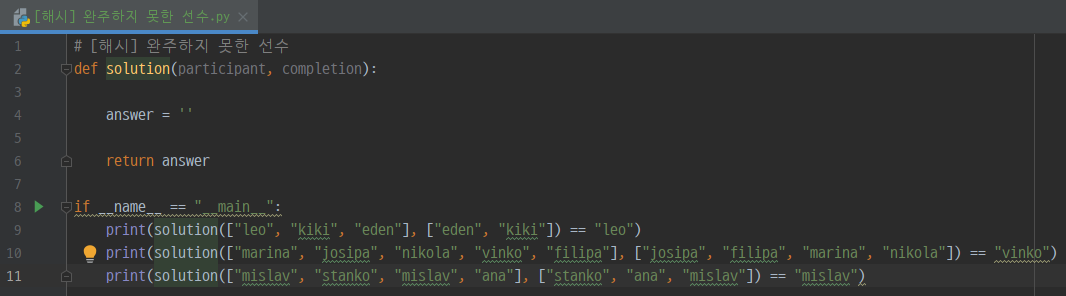 [해시] 완주하지 못한 선수.py
1 # [해시] 완주하지 못한 선수
2 def solution(participant, completion):
3
4 answer = ''
5
6 return answer
7
8 if __name__ == "__main__":
9 print(solution(["leo", "kiki", "eden"], ["eden", "kiki"]) == "leo")
10 print(solution(["marina", "josipa", "nikola", "vinko", "filipa"], ["josipa", "filipa", "marina", "nikola"]) == "vinko")
11 print(solution(["mislav", "stanko", "mislav", "ana"], ["stanko", "ana", "mislav"]) == "mislav")